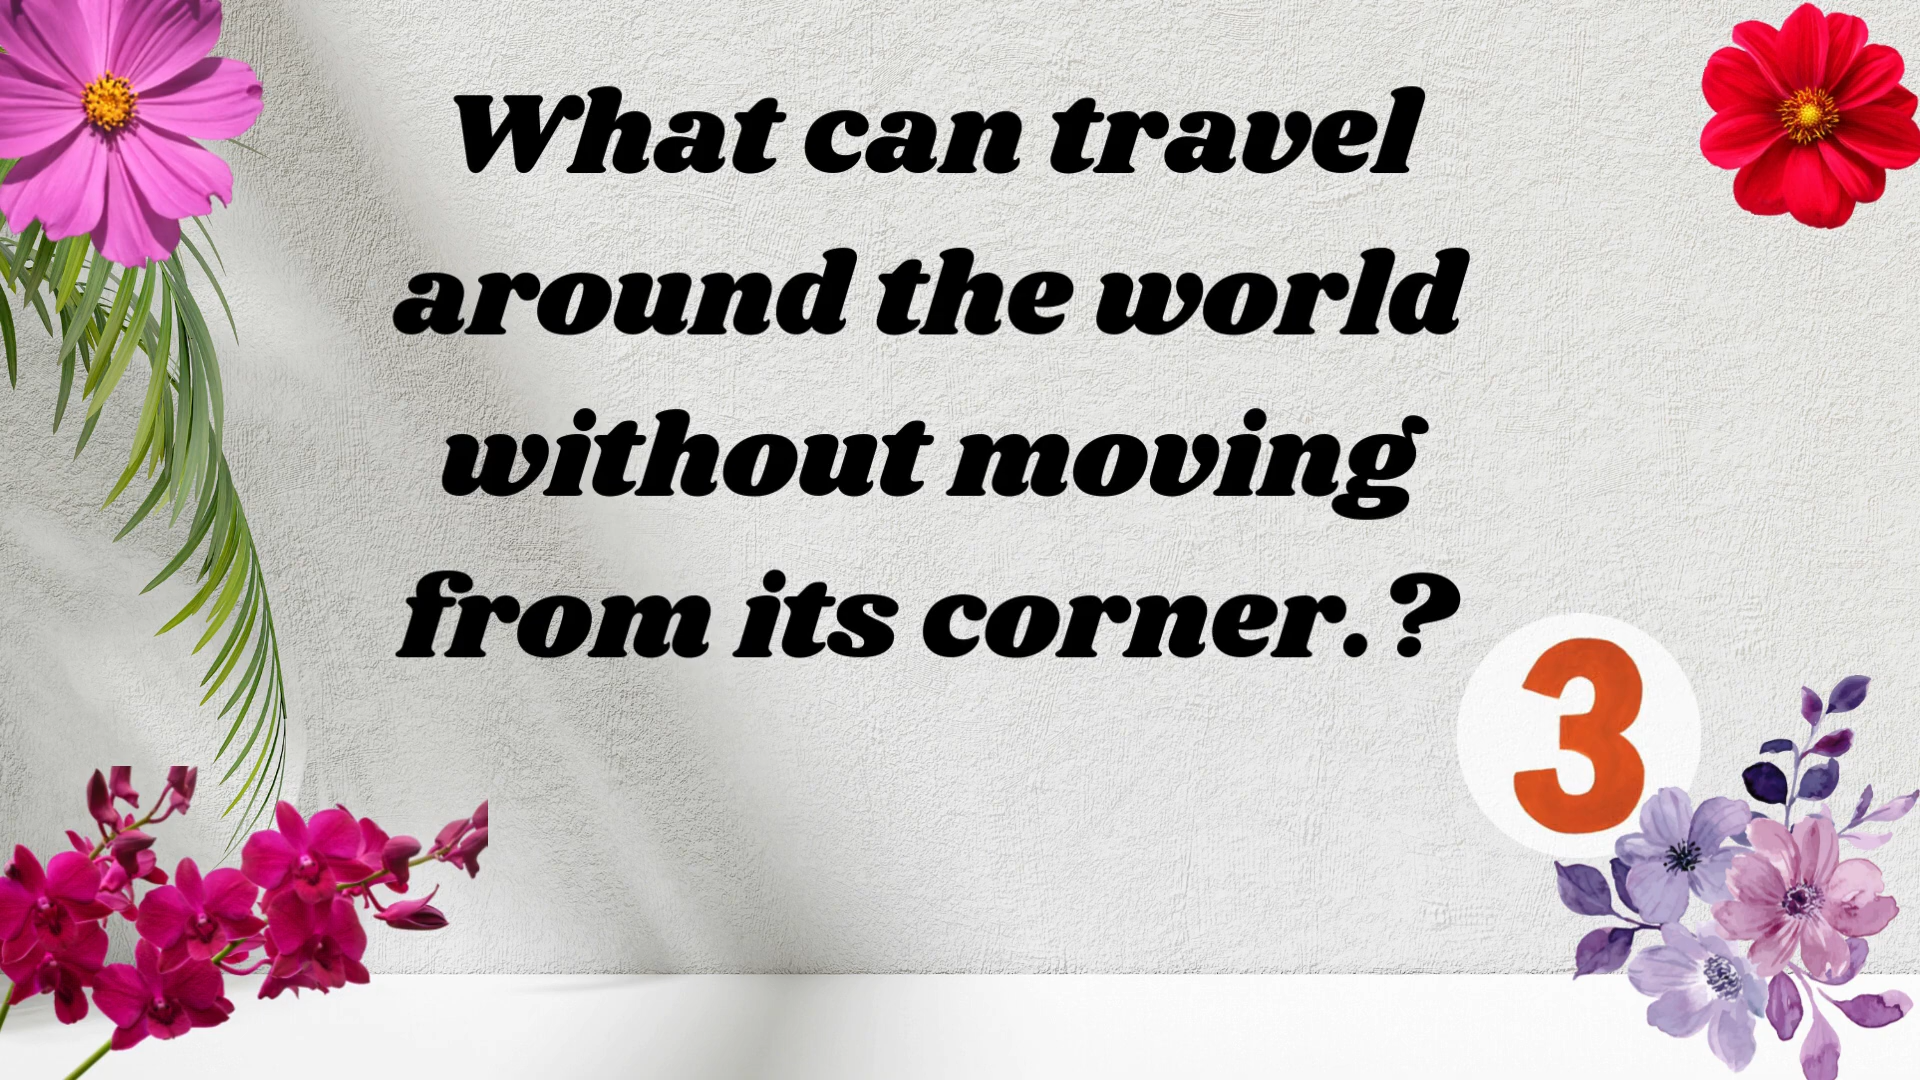 What can travel
around the world
without moving
from its corner.?
3